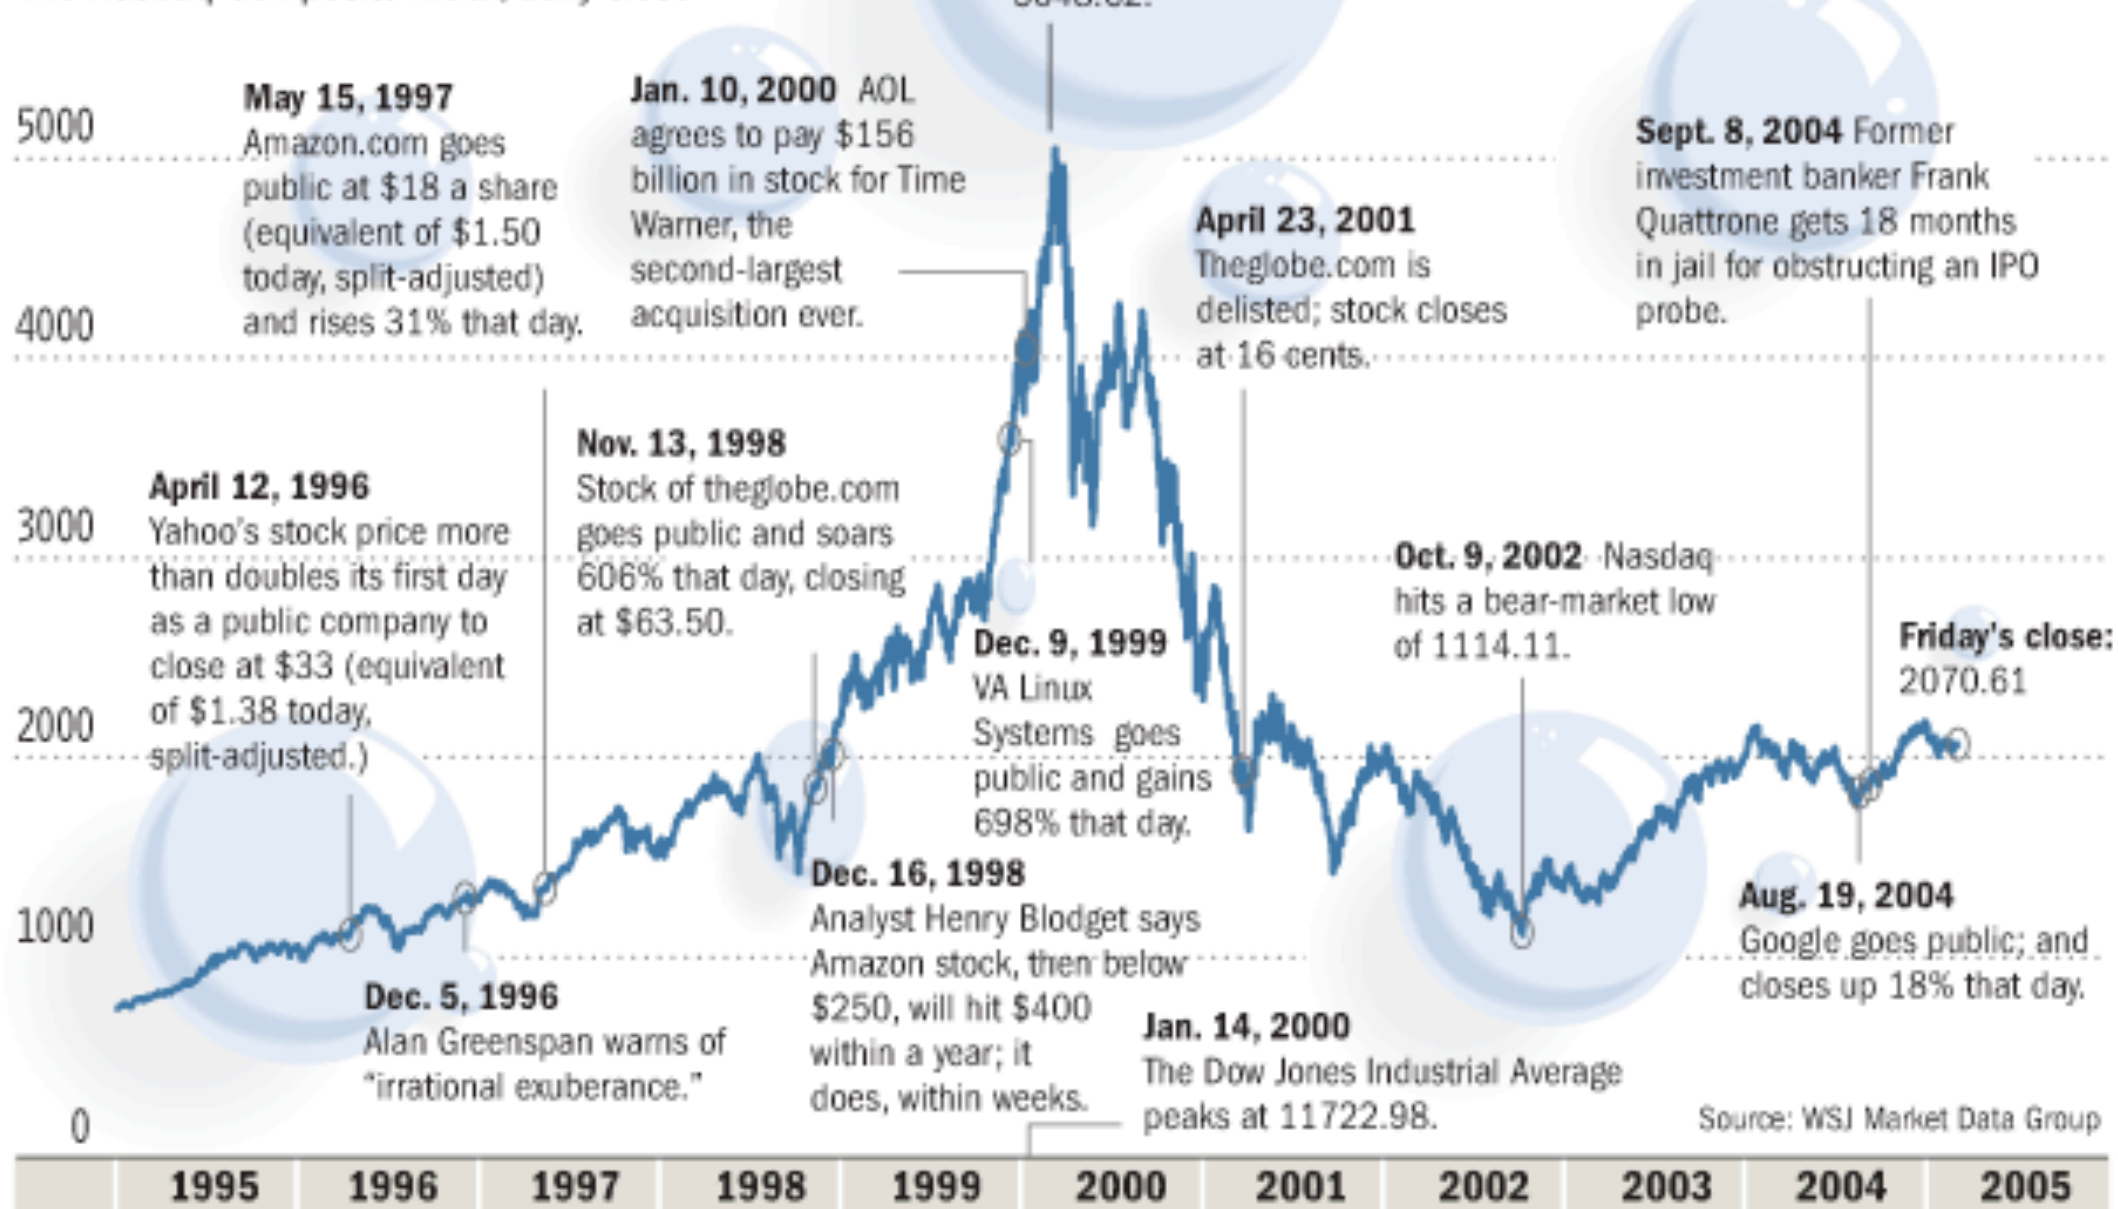 May 15, 1997
Amazon.com goes
public at $18 a share
(equivalent of $1.50
today, split-adjusted)
and rises 31% that day.
Jan. 10, 2000 AOL
agrees to pay $156
billion in stock for Time
Warner, the
second-largest
acquisition ever.
April 23, 2001
Theglobe.com is
delisted; stock closes
at 16 cents.
Sept. 8, 2004 Former
investment banker Frank
Quattrone gets 18 months
in jail for obstructing an IPO
probe.
April 12, 1996
Yahoo's stock price more
than doubles its first day
as a public company to
close at $33 (equivalent
of $1.38 today,
split-adjusted.)
Nov. 13, 1998
Stock of theglobe.com
goes public and soars
606% that day, closing
at $63.50.
Dec. 9, 1999
VA Linux
Systems goes
public and gains
698% that day.
Oct. 9, 2002 Nasdaq
hits a bear-market low
of 1114.11.
Friday's close:
2070.61
Dec. 5, 1996
Alan Greenspan warns of
"irrational exuberance."
Dec. 16, 1998
Analyst Henry Blodget says
Amazon stock, then below
$250, will hit $400
within a year; it
does, within weeks.
Jan. 14, 2000
The Dow Jones Industrial Average
peaks at 11722.98.
Aug. 19, 2004
Google goes public; and
closes up 18% that day.
Source: WSJ Market Data Group
5000
4000
3000
2000
1000
0
1995 1996 1997 1998 1999 2000 2001 2002 2003 2004 2005